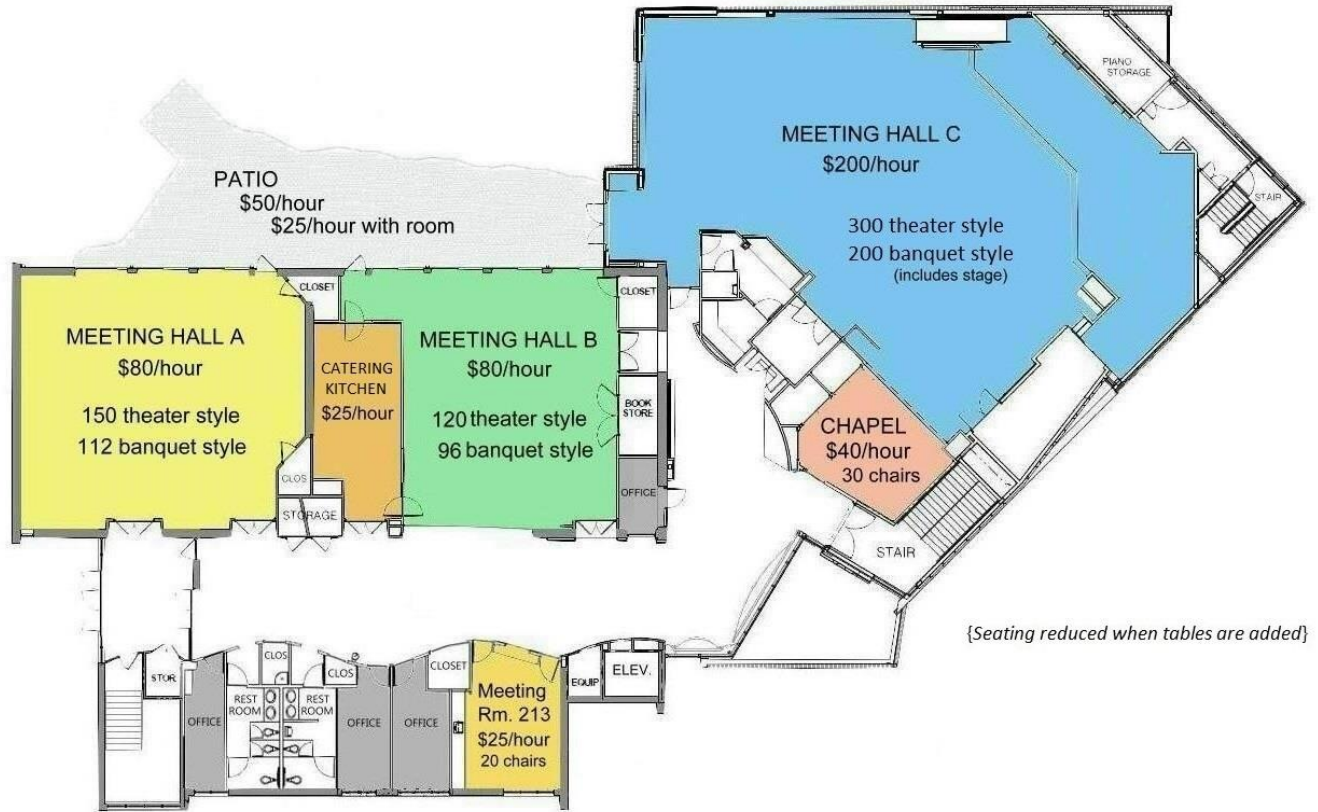 PIANO
STORAGE
MEETING HALL C
$200/hour
300 theater style
200 banquet style
(includes stage)
STAIR
PATIO
$50/hour
$25/hour with room
CLOSET
CLOSET
MEETING HALL A
$80/hour
150 theater style
112 banquet style
CATERING
KITCHEN
$25/hour
MEETING HALL B
$80/hour
120 theater style
96 banquet style
BOOK
STORE
CLOS
STORAGE
OFFICE
CHAPEL
$40/hour
30 chairs
STAIR
{Seating reduced when tables are added}
STOR.
OFFICE
REST
ROOM
CLOS
REST
ROOM
CLOS
OFFICE
OFFICE
CLOSET
Meeting
Rm. 213
$25/hour
20 chairs
EQUIP
ELEV.